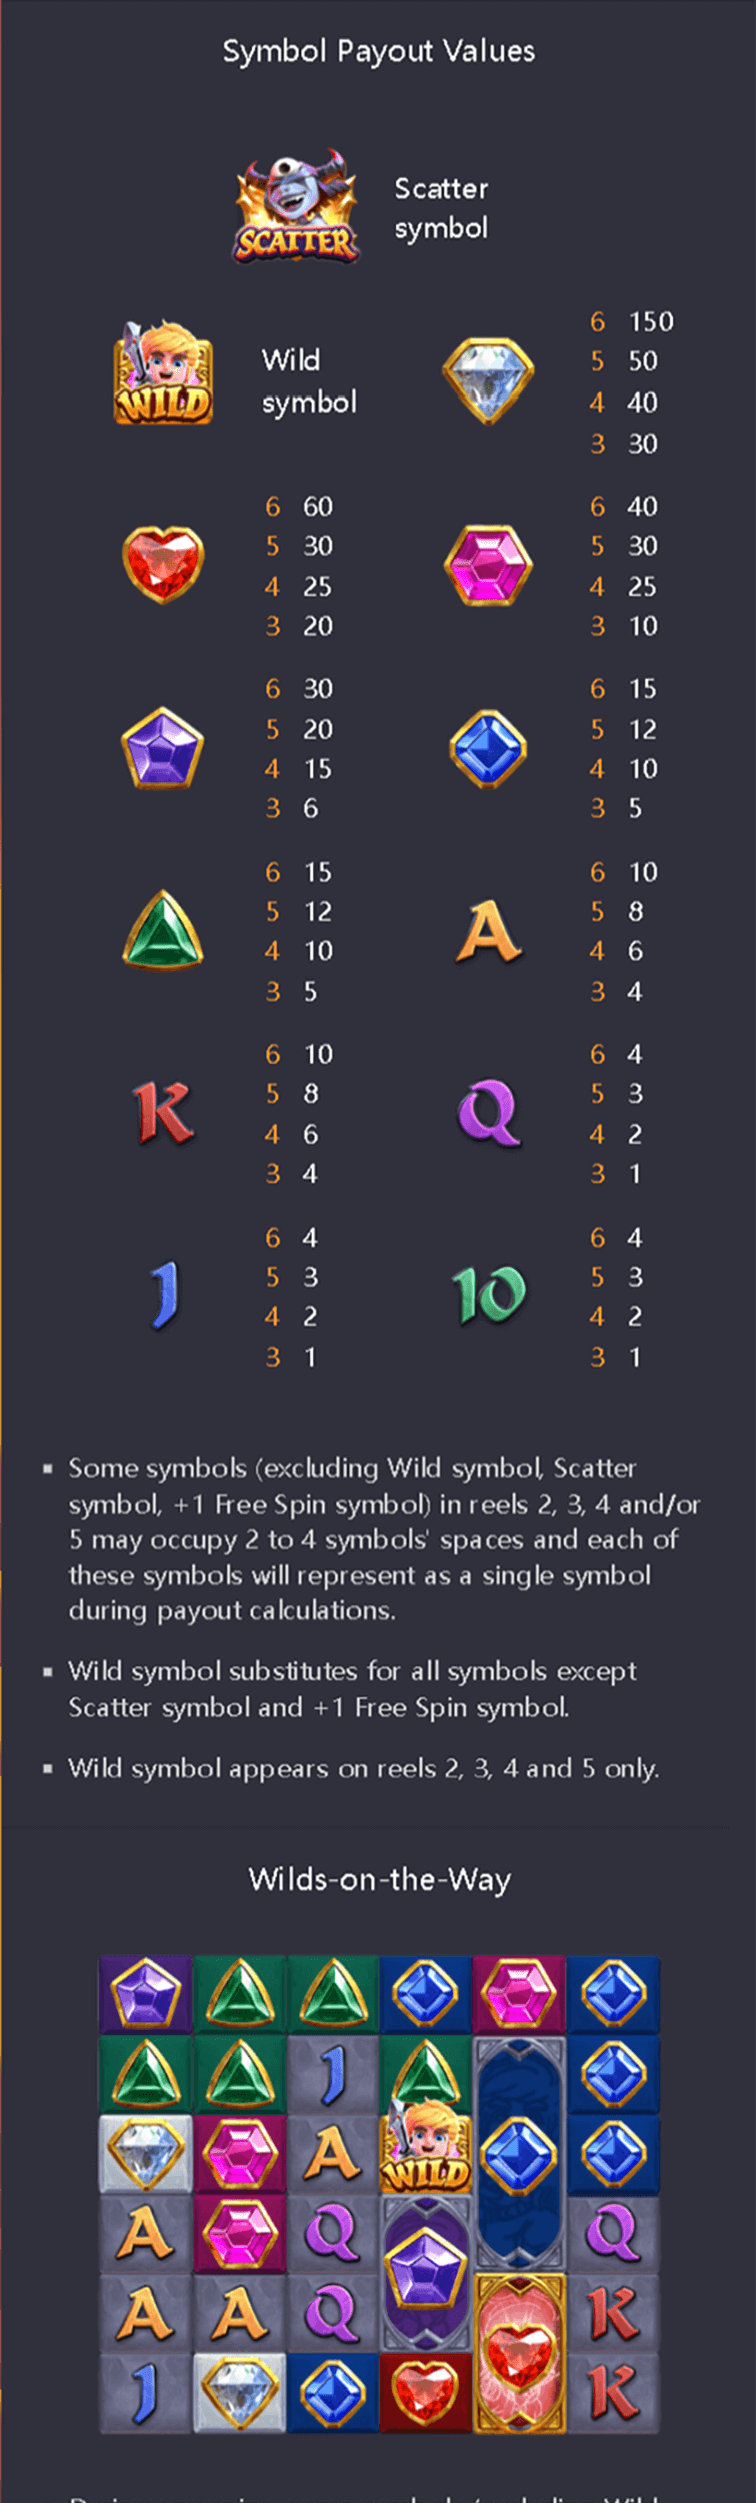 Symbol Payout Values
SCATTER
Scatter
symbol
WILD
Wild
symbol
6 150
5 50
4 40
3 30
6 60
5 30
4 25
3 20
6 40
5 30
4 25
3 10
6 30
5 20
4 15
3 6
6 15
5 12
4 10
3 5
6 15
5 12
4 10
3 5
A
6 10
5 8
4 6
3 4
K
6 10
5 8
4 6
3 4
Q
6 4
5 3
4 2
3 1
J
6 4
5 3
4 2
3 1
10
6 4
5 3
4 2
3 1
▪ Some symbols (excluding Wild symbol, Scatter
symbol, +1 Free Spin symbol) in reels 2, 3, 4 and/or
5 may occupy 2 to 4 symbols' spaces and each of
these symbols will represent as a single symbol
during payout calculations.
▪ Wild symbol substitutes for all symbols except
Scatter symbol and +1 Free Spin symbol.
▪ Wild symbol appears on reels 2, 3, 4 and 5 only.
Wilds-on-the-Way
J
A WILD
A Q Q
A A Q K
J K